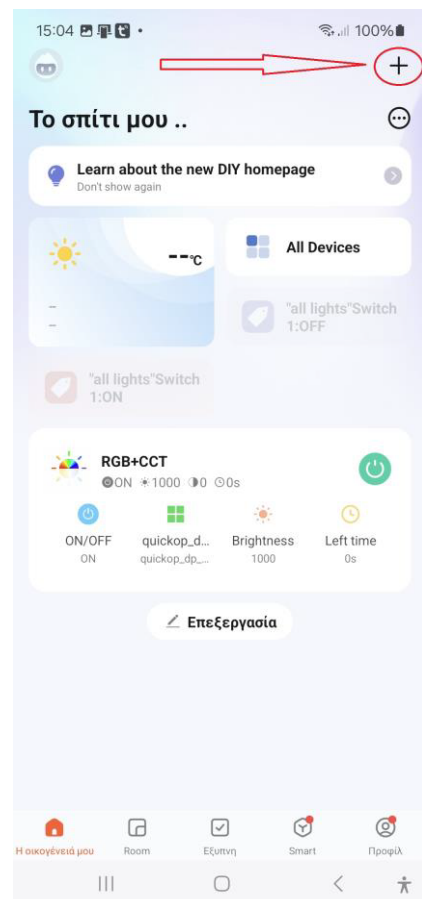 15:04 100%
Το σπίτι μου ..
Learn about the new DIY homepage
Don't show again
--°C
All Devices
--
--
"all lights"Switch
1:OFF
"all lights"Switch
1:ON
RGB+CCT
ON 1000 0 0s
ON/OFF quickop_d... Brightness Left time
ON quickop_dp_... 1000 0s
Επεξεργασία
Η οικογένειά μου Room Εξυπνη Smart Προφίλ